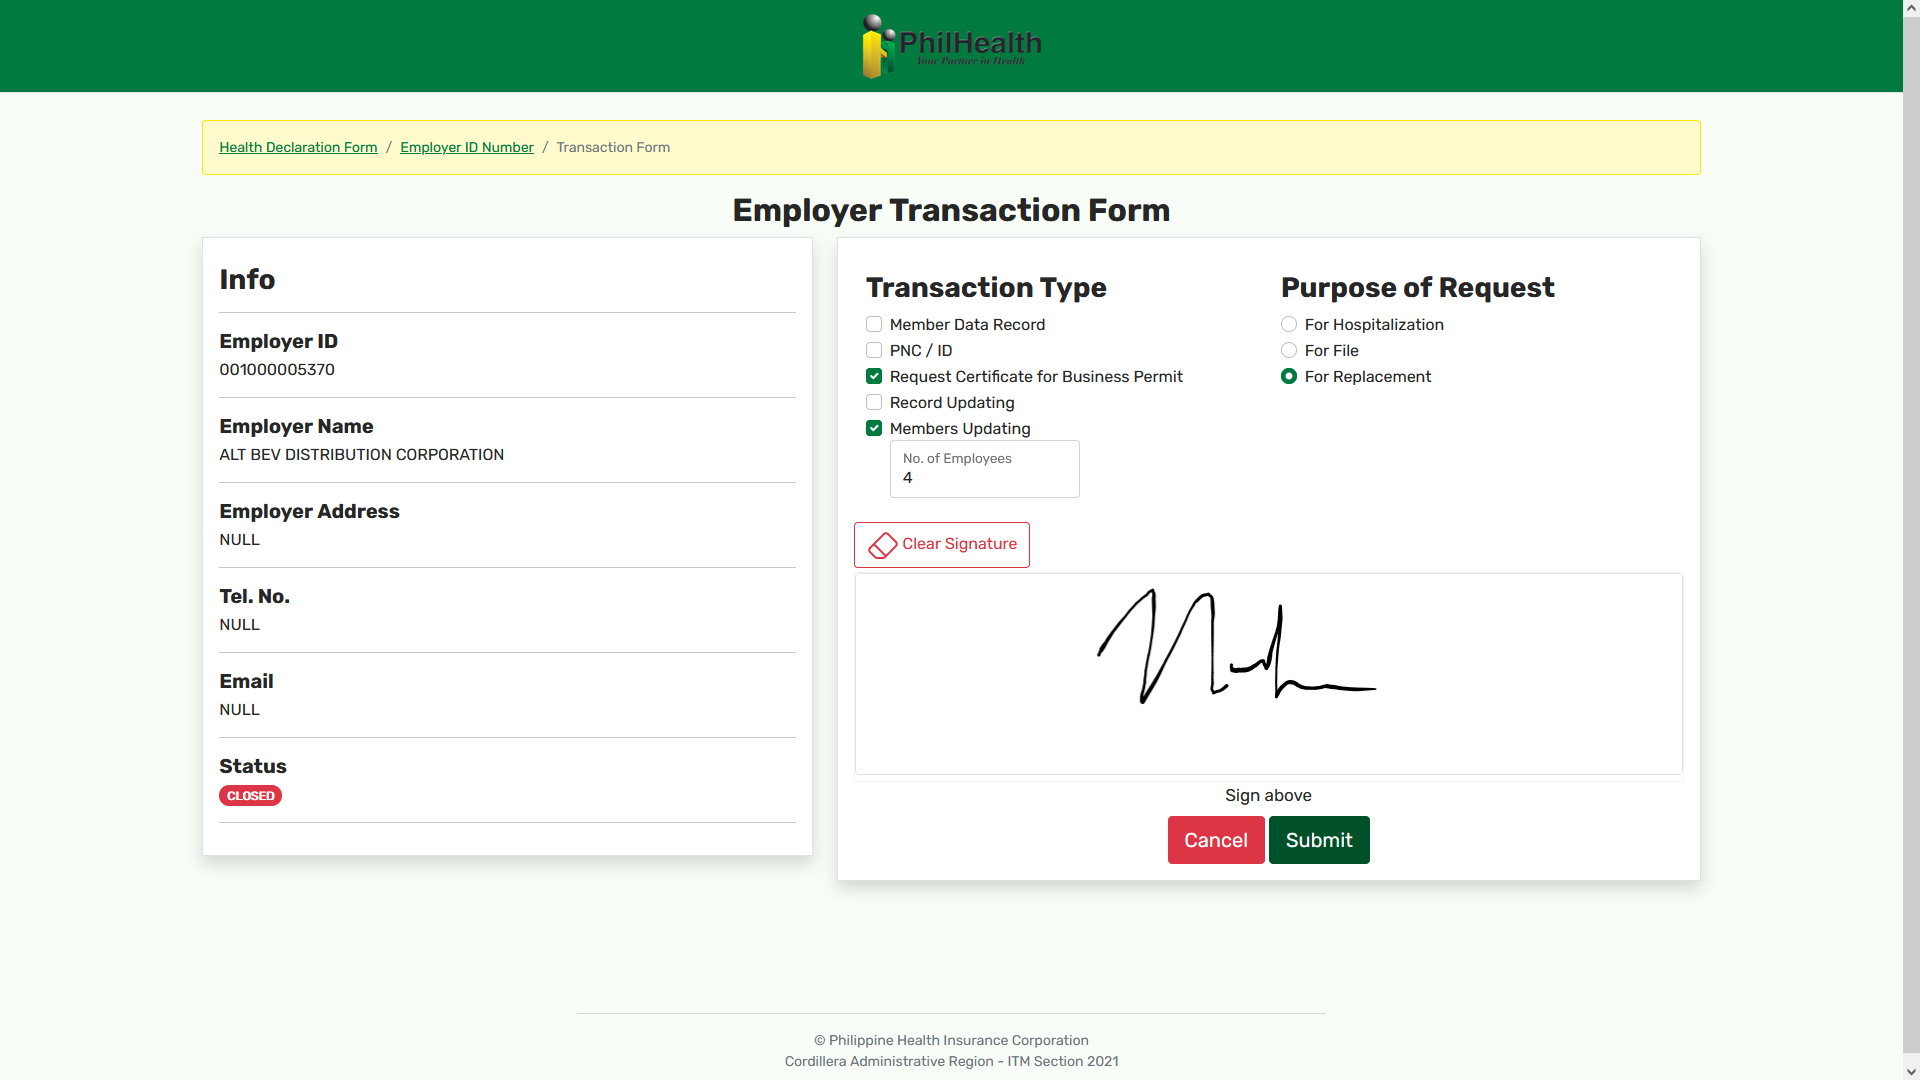 PhilHealth
Your Partner in Health
Health Declaration Form / Employer ID Number / Transaction Form
Employer Transaction Form
Info
Employer ID
001000005370
Employer Name
ALT BEV DISTRIBUTION CORPORATION
Employer Address
NULL
Tel. No.
NULL
Email
NULL
Status
CLOSED
Transaction Type
Member Data Record
PNC / ID
Request Certificate for Business Permit
Record Updating
Members Updating
No. of Employees
4
Purpose of Request
For Hospitalization
For File
For Replacement
Clear Signature
Sign above
Cancel
Submit
© Philippine Health Insurance Corporation
Cordillera Administrative Region - ITM Section 2021